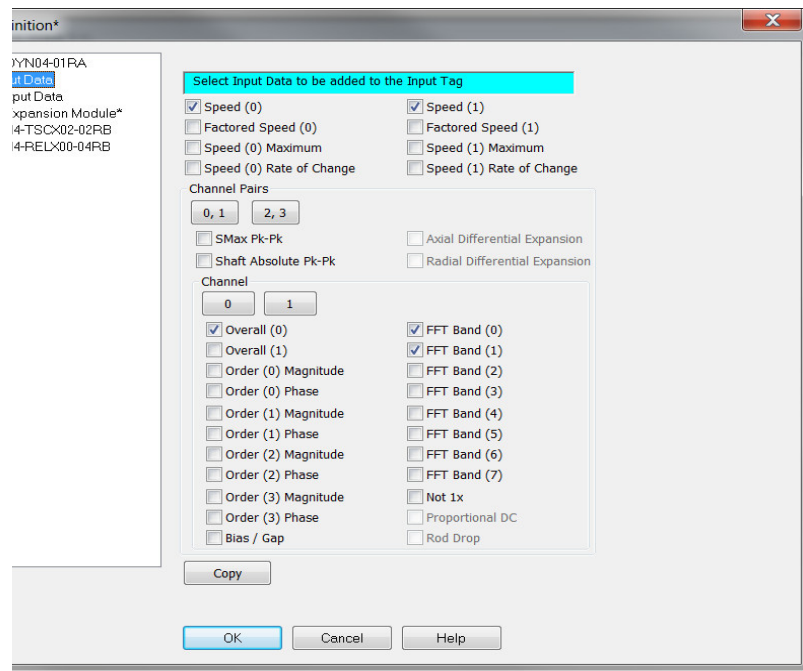 inition*
X
DYN04-01RA
ut Data
put Data
xpansion Module*
14-TSCX02-02RB
14-RELX00-04RB
Select Input Data to be added to the Input Tag
Speed (0) Speed (1)
Factored Speed (0) Factored Speed (1)
Speed (0) Maximum Speed (1) Maximum
Speed (0) Rate of Change Speed (1) Rate of Change
Channel Pairs
0, 1 2, 3
SMax Pk-Pk Axial Differential Expansion
Shaft Absolute Pk-Pk Radial Differential Expansion
Channel
0 1
Overall (0) FFT Band (0)
Overall (1) FFT Band (1)
Order (0) Magnitude FFT Band (2)
Order (0) Phase FFT Band (3)
Order (1) Magnitude FFT Band (4)
Order (1) Phase FFT Band (5)
Order (2) Magnitude FFT Band (6)
Order (2) Phase FFT Band (7)
Order (3) Magnitude Not 1x
Order (3) Phase Proportional DC
Bias / Gap Rod Drop
Copy
OK Cancel Help